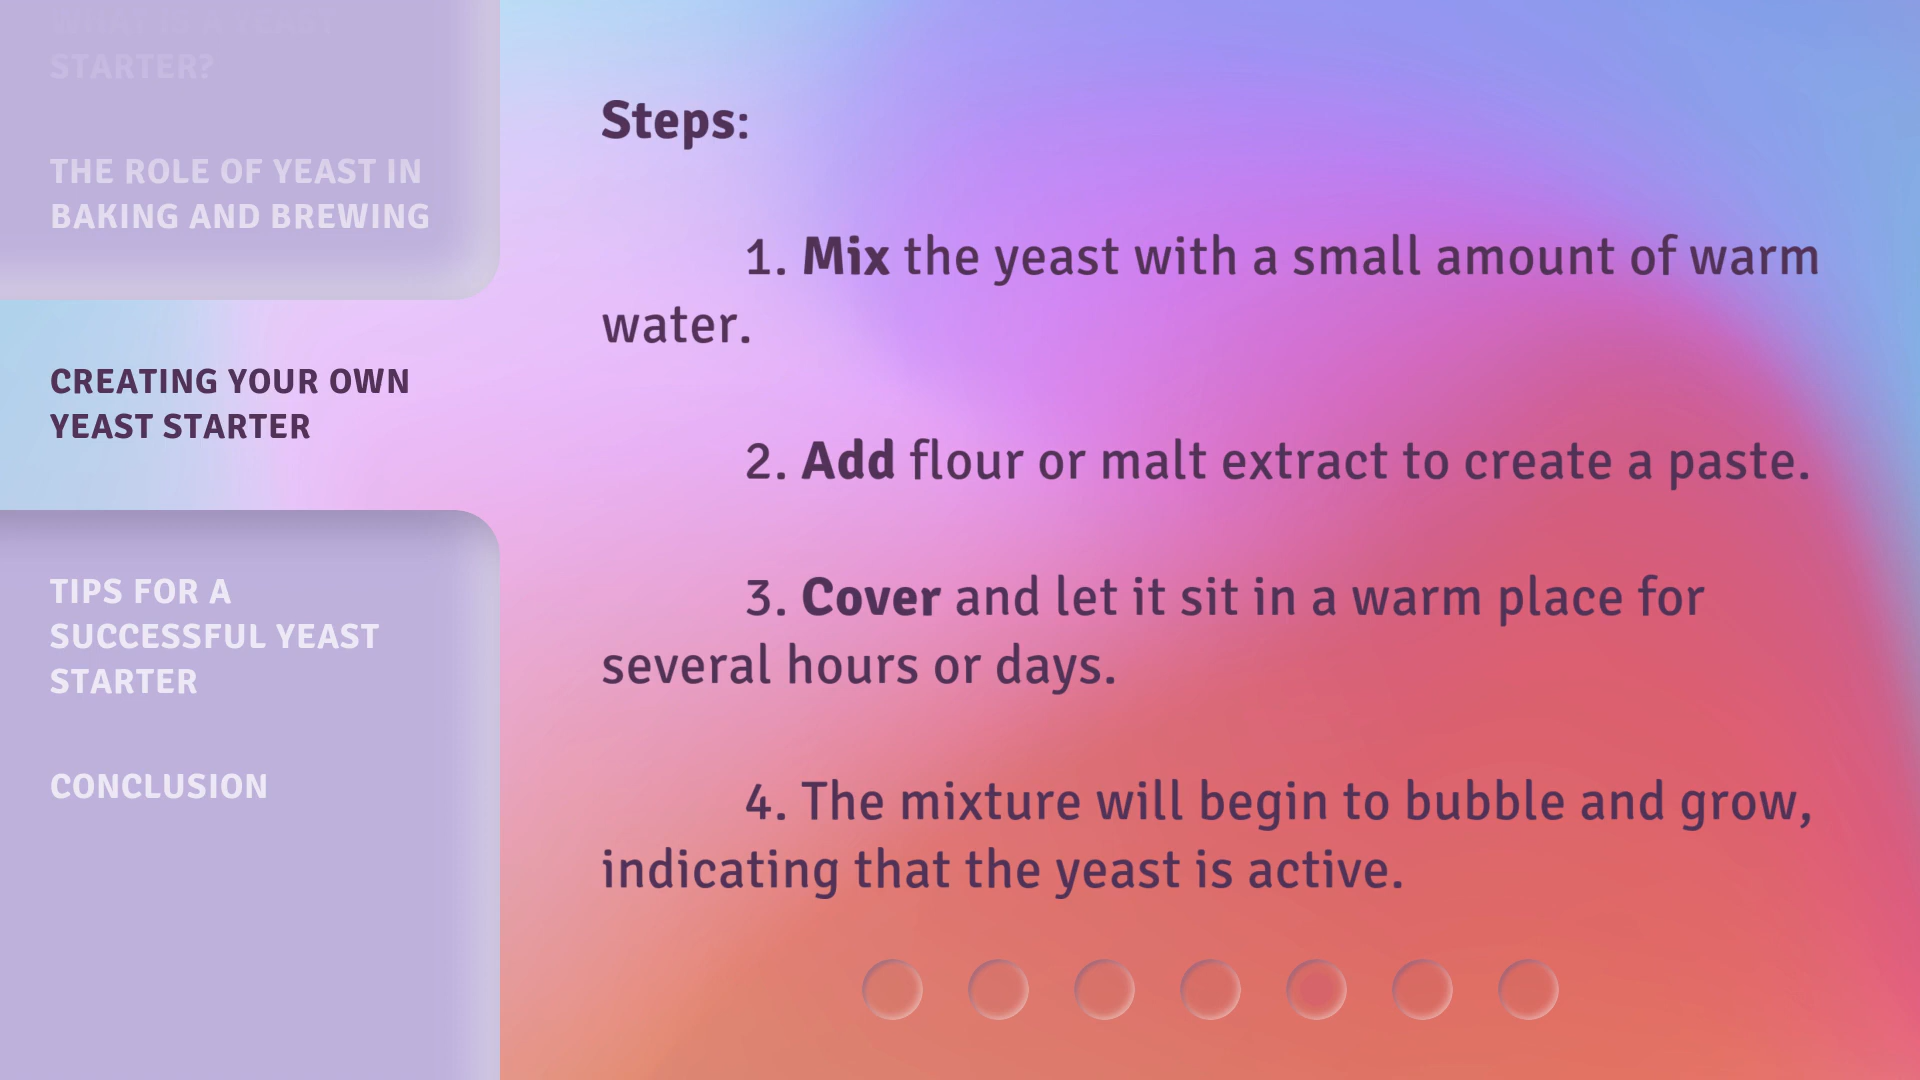 WHAT IS A YEAST
STARTER?
THE ROLE OF YEAST IN
BAKING AND BREWING
CREATING YOUR OWN
YEAST STARTER
TIPS FOR A
SUCCESSFUL YEAST
STARTER
CONCLUSION
Steps:
1. Mix the yeast with a small amount of warm
water.
2. Add flour or malt extract to create a paste.
3. Cover and let it sit in a warm place for
several hours or days.
4. The mixture will begin to bubble and grow,
indicating that the yeast is active.